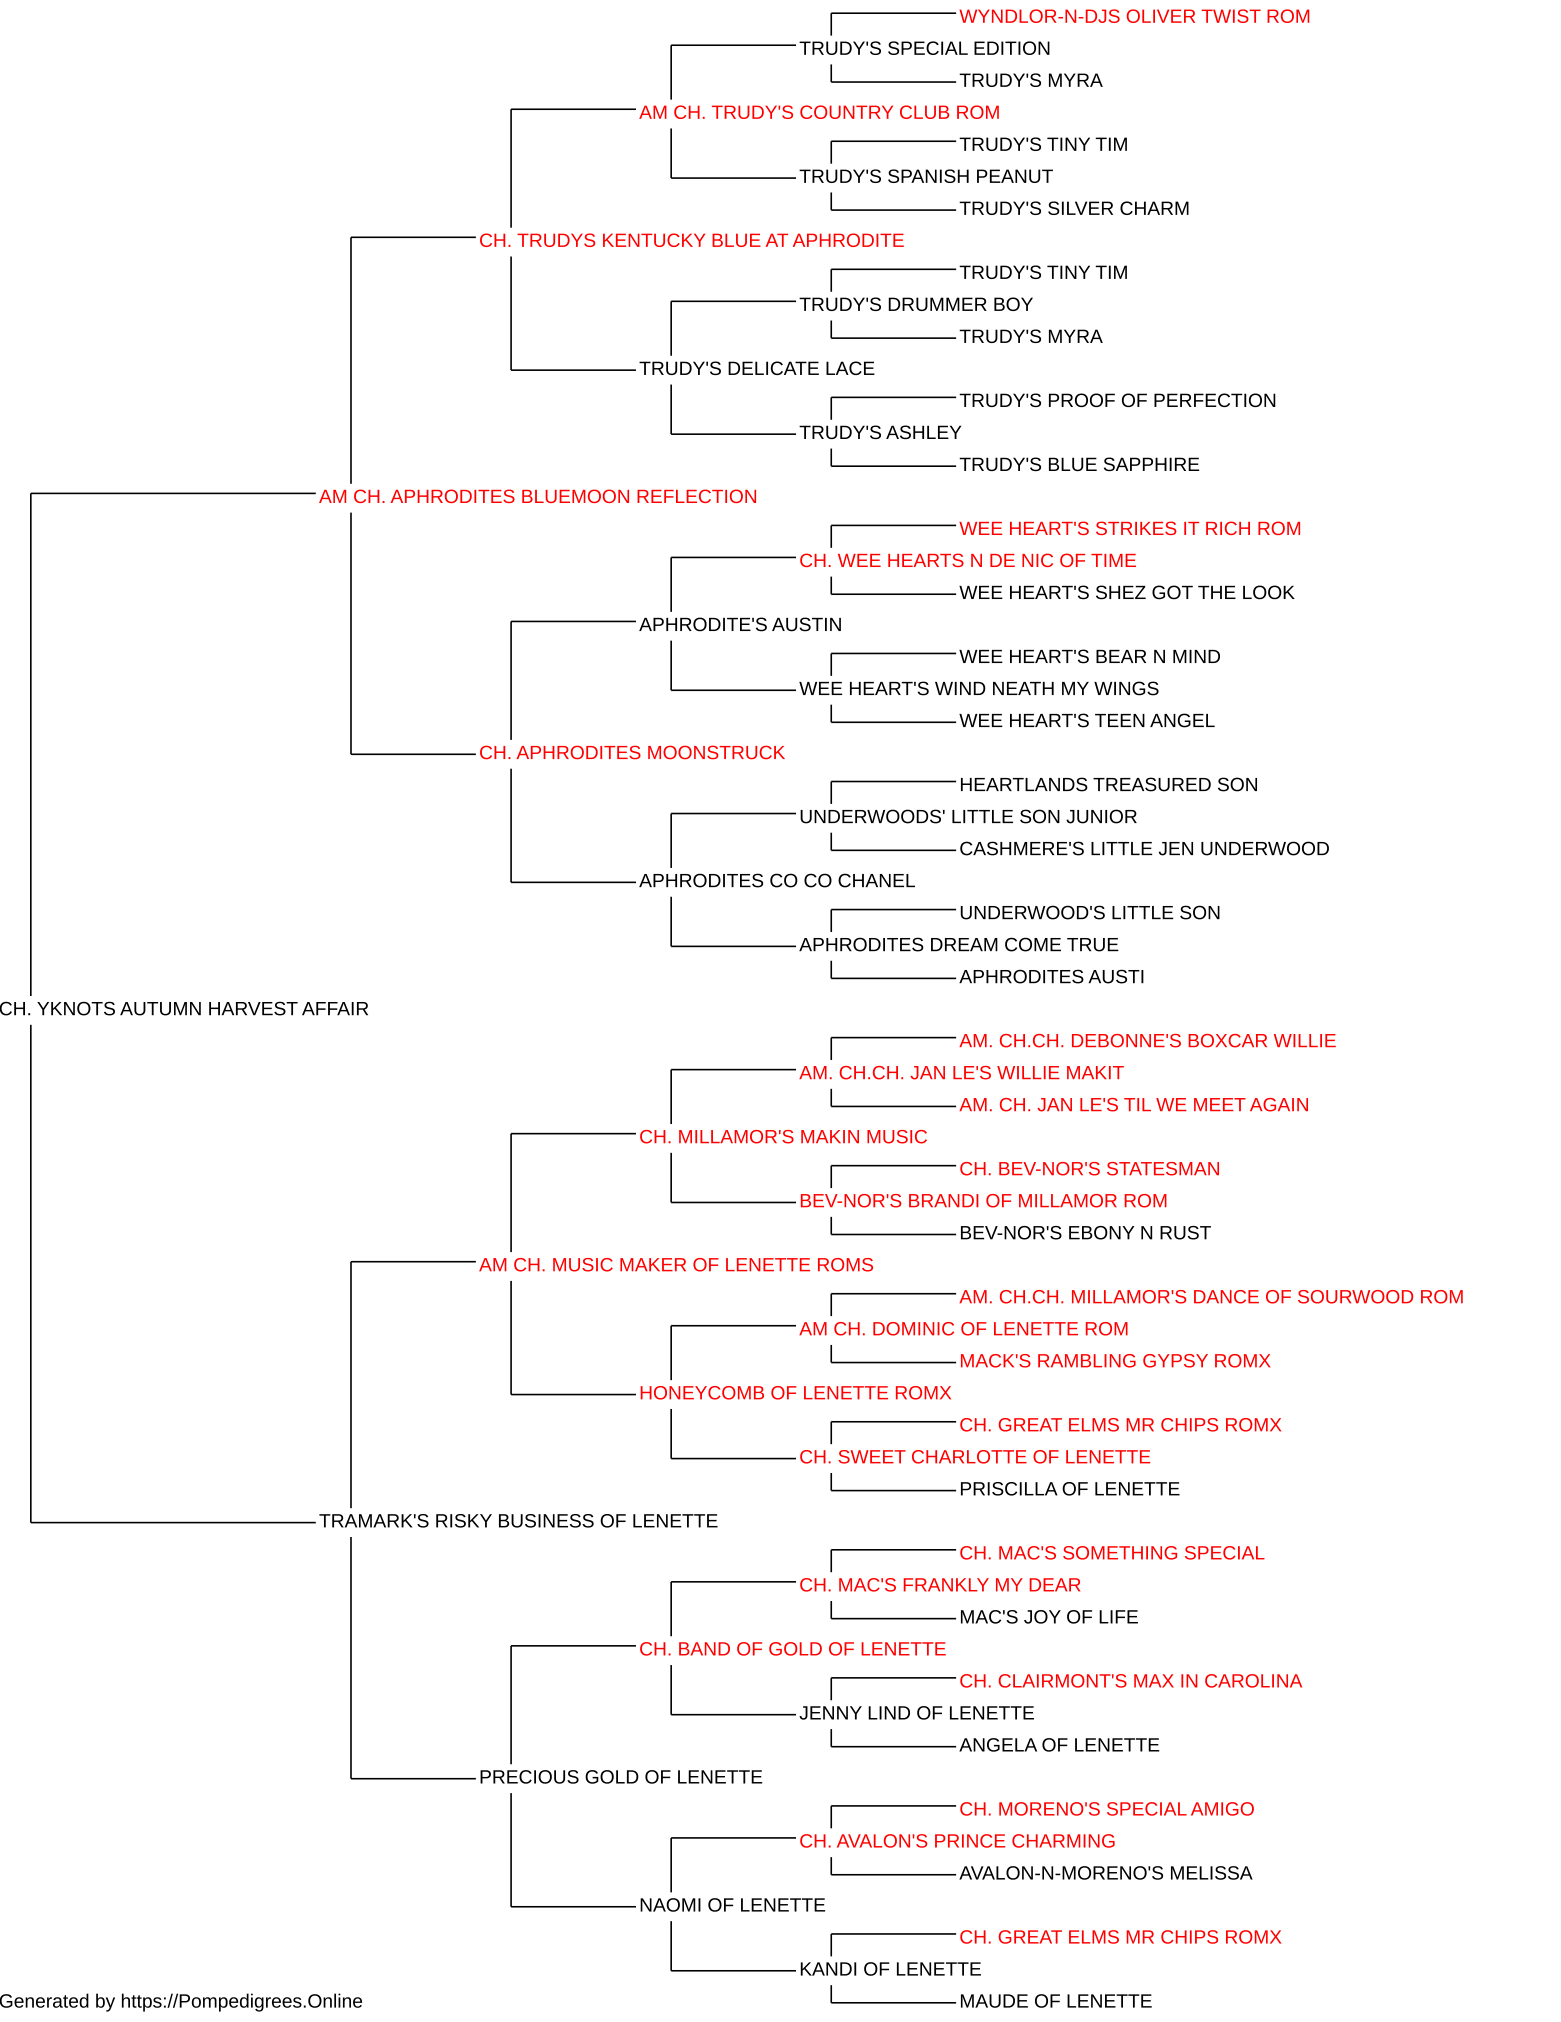 WYNDLOR-N-DJS OLIVER TWIST ROM
TRUDY'S SPECIAL EDITION
TRUDY'S MYRA
AM CH. TRUDY'S COUNTRY CLUB ROM
TRUDY'S TINY TIM
TRUDY'S SPANISH PEANUT
TRUDY'S SILVER CHARM
CH. TRUDYS KENTUCKY BLUE AT APHRODITE
TRUDY'S TINY TIM
TRUDY'S DRUMMER BOY
TRUDY'S MYRA
TRUDY'S DELICATE LACE
TRUDY'S PROOF OF PERFECTION
TRUDY'S ASHLEY
TRUDY'S BLUE SAPPHIRE
AM CH. APHRODITES BLUEMOON REFLECTION
WEE HEART'S STRIKES IT RICH ROM
CH. WEE HEARTS N DE NIC OF TIME
WEE HEART'S SHEZ GOT THE LOOK
APHRODITE'S AUSTIN
WEE HEART'S BEAR N MIND
WEE HEART'S WIND NEATH MY WINGS
WEE HEART'S TEEN ANGEL
CH. APHRODITES MOONSTRUCK
HEARTLANDS TREASURED SON
UNDERWOODS' LITTLE SON JUNIOR
CASHMERE'S LITTLE JEN UNDERWOOD
APHRODITES CO CO CHANEL
UNDERWOOD'S LITTLE SON
APHRODITES DREAM COME TRUE
APHRODITES AUSTI
CH. YKNOTS AUTUMN HARVEST AFFAIR
AM. CH.CH. DEBONNE'S BOXCAR WILLIE
AM. CH.CH. JAN LE'S WILLIE MAKIT
AM. CH. JAN LE'S TIL WE MEET AGAIN
CH. MILLAMOR'S MAKIN MUSIC
CH. BEV-NOR'S STATESMAN
BEV-NOR'S BRANDI OF MILLAMOR ROM
BEV-NOR'S EBONY N RUST
AM CH. MUSIC MAKER OF LENETTE ROMS
AM. CH.CH. MILLAMOR'S DANCE OF SOURWOOD ROM
AM CH. DOMINIC OF LENETTE ROM
MACK'S RAMBLING GYPSY ROMX
HONEYCOMB OF LENETTE ROMX
CH. GREAT ELMS MR CHIPS ROMX
CH. SWEET CHARLOTTE OF LENETTE
PRISCILLA OF LENETTE
TRAMARK'S RISKY BUSINESS OF LENETTE
CH. MAC'S SOMETHING SPECIAL
CH. MAC'S FRANKLY MY DEAR
MAC'S JOY OF LIFE
CH. BAND OF GOLD OF LENETTE
CH. CLAIRMONT'S MAX IN CAROLINA
JENNY LIND OF LENETTE
ANGELA OF LENETTE
PRECIOUS GOLD OF LENETTE
CH. MORENO'S SPECIAL AMIGO
CH. AVALON'S PRINCE CHARMING
AVALON-N-MORENO'S MELISSA
NAOMI OF LENETTE
CH. GREAT ELMS MR CHIPS ROMX
KANDI OF LENETTE
MAUDE OF LENETTE
Generated by https://Pompedigrees.Online